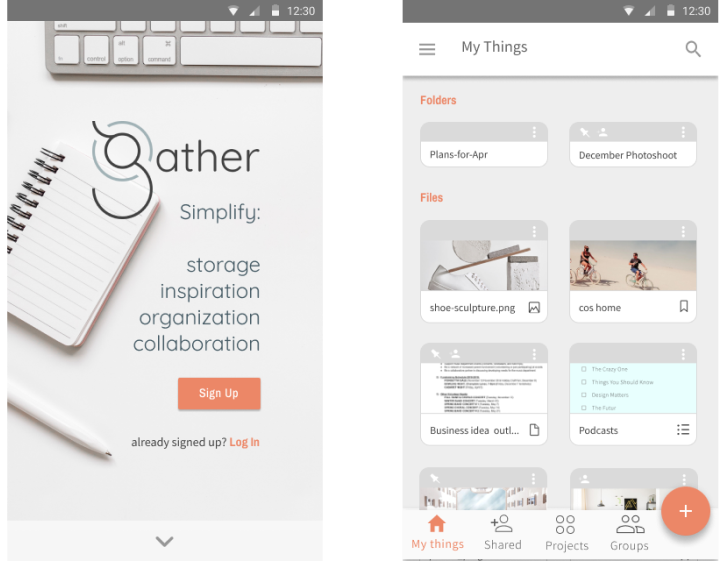 12:30
control
option
command
gather
Simplify:
storage
inspiration
organization
collaboration
Sign Up
already signed up? Log In
12:30
My Things
Folders
Plans-for-Apr
December Photoshoot
Files
shoe-sculpture.png
cos home
The Crazy One
Things You Should Know
Design Matters
The Futur
Business idea outl...
Podcasts
My things
Shared
Projects
Groups